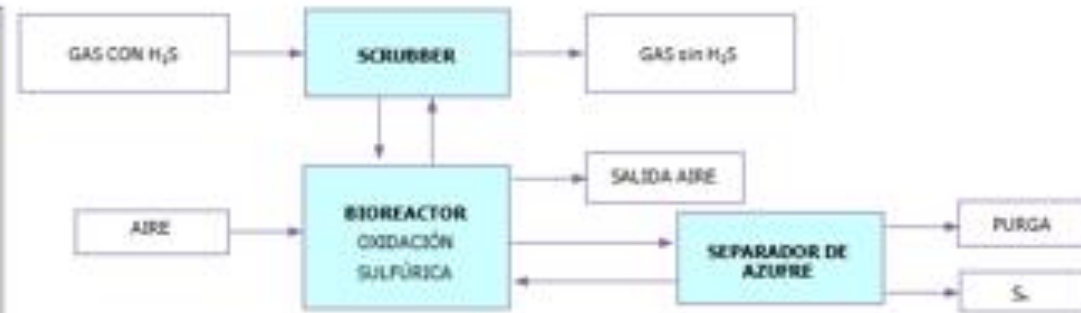 GAS CON H₂S
SCRUBBER
GAS sin H₂S
SALIDA AIRE
AIRE
BIOREACTOR
OXIDACIÓN
SULFÚRICA
SEPARADOR DE
AZUFRE
PURGA